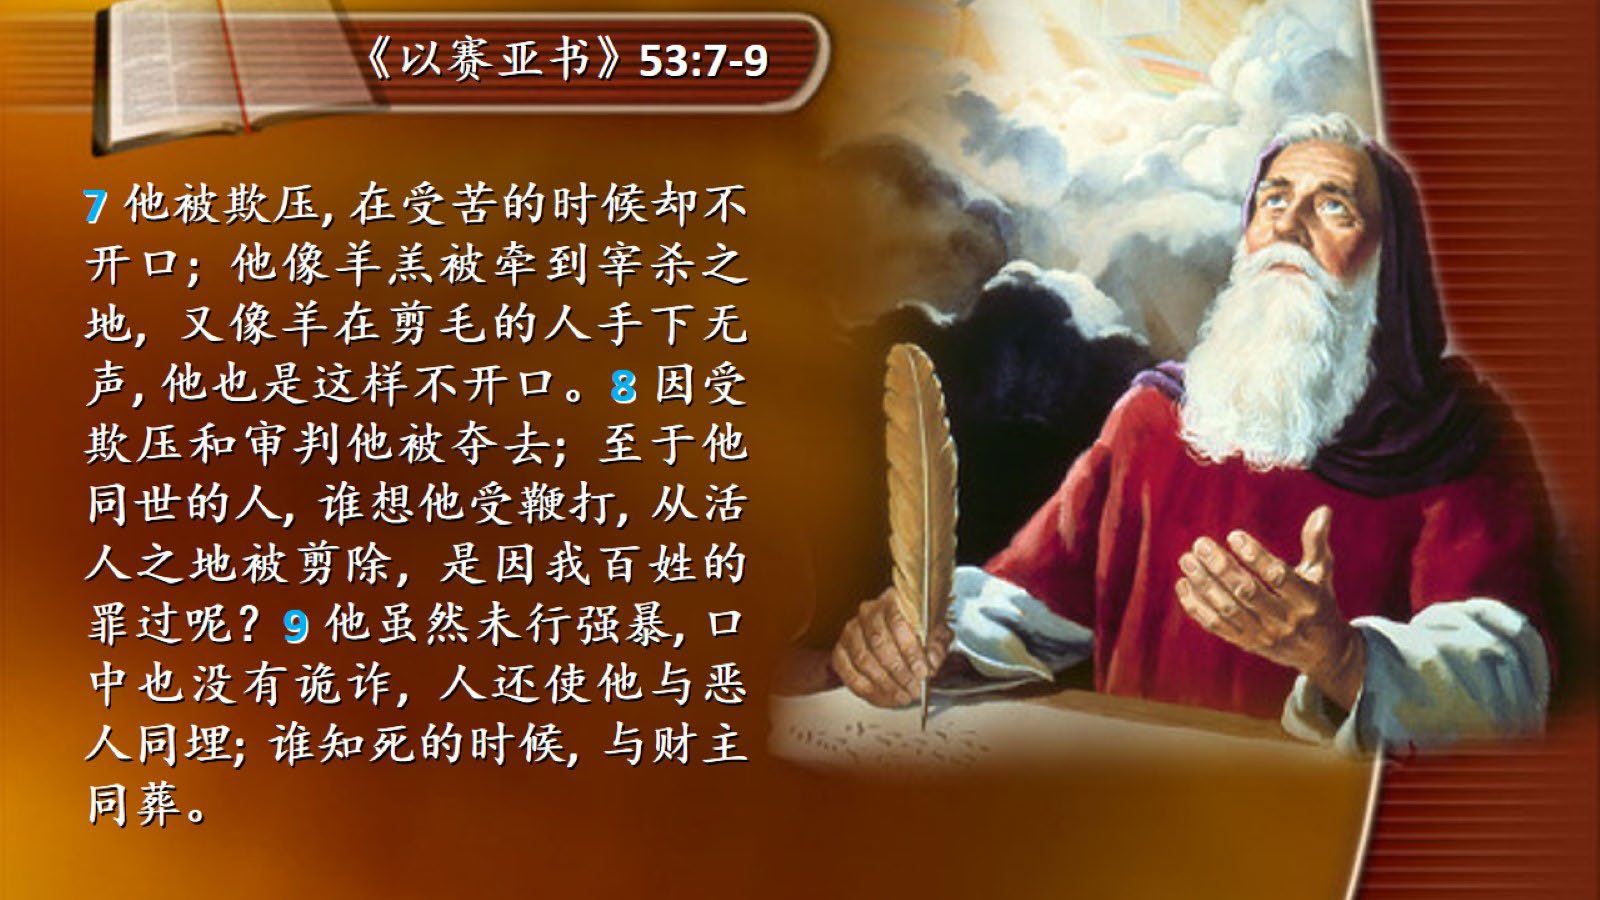 《以赛亚书》53:7-9
7 他被欺压, 在受苦的时候却不
开口; 他像羊羔被牵到宰杀之
地, 又像羊在剪毛的人手下无
声, 他也是这样不开口。8 因受
欺压和审判他被夺去; 至于他
同世的人, 谁想他受鞭打, 从活
人之地被剪除, 是因我百姓的
罪过呢? 9 他虽然未行强暴, 口
中也没有诡诈, 人还使他与恶
人同埋; 谁知死的时候, 与财主
同葬。